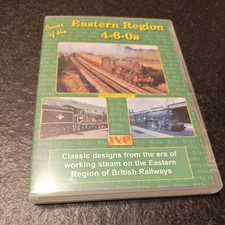 Power of the...
Eastern Region
4-6-0s
TVP
Classic designs from the era of
working steam on the Eastern
Region of British Railways